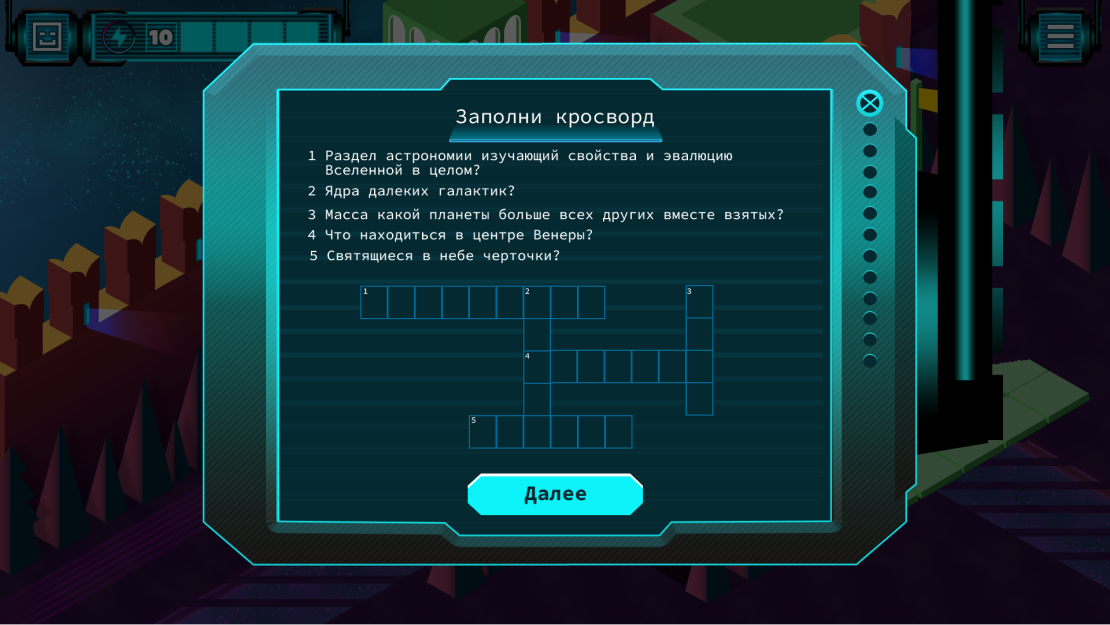 10
Заполни кросворд
1 Раздел астрономии изучающий свойства и эвалюцию
Вселенной в целом?
2 Ядра далеких галактик?
3 Масса какой планеты больше всех других вместе взятых?
4 Что находиться в центре Венеры?
5 Святящиеся в небе черточки?
1 2 3
4
5
Далее